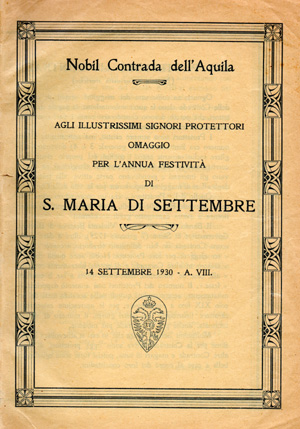 Nobil Contrada dell'Aquila
AGLI ILLUSTRISSIMI SIGNORI PROTETTORI
OMAGGIO
PER L'ANNUA FESTIVITÀ
DI
S. MARIA DI SETTEMBRE
14 SETTEMBRE 1930 - A. VIII.